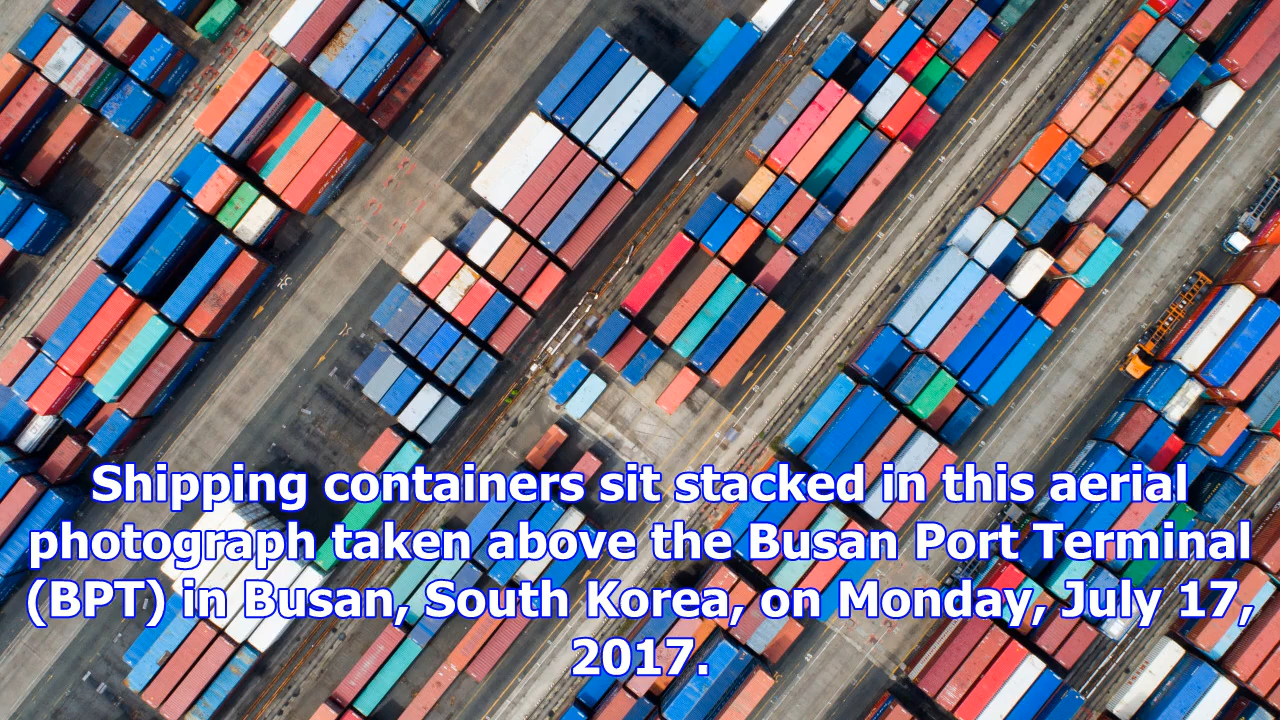 Shipping containers sit stacked in this aerial
photograph taken above the Busan Port Terminal
(BPT) in Busan, South Korea, on Monday, July 17,
2017.